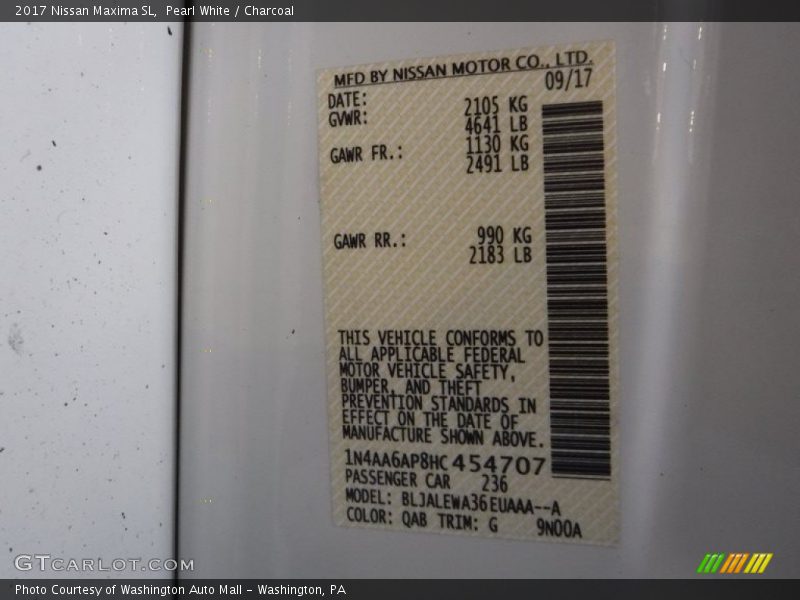 2017 Nissan Maxima SL,  Pearl White / Charcoal
MFD BY NISSAN MOTOR CO., LTD.
DATE: 09/17
GVWR: 2105 KG
4641 LB
GAWR FR.: 1130 KG
2491 LB
GAWR RR.: 990 KG
2183 LB
THIS VEHICLE CONFORMS TO
ALL APPLICABLE FEDERAL
MOTOR VEHICLE SAFETY,
BUMPER, AND THEFT
PREVENTION STANDARDS IN
EFFECT ON THE DATE OF
MANUFACTURE SHOWN ABOVE.
1N4AA6AP8HC454707
PASSENGER CAR 236
MODEL: BLJALEWA36EUAAA--A
COLOR: QAB TRIM: G 9N00A
GTCARLOT.COM
Photo Courtesy of Washington Auto Mall - Washington, PA